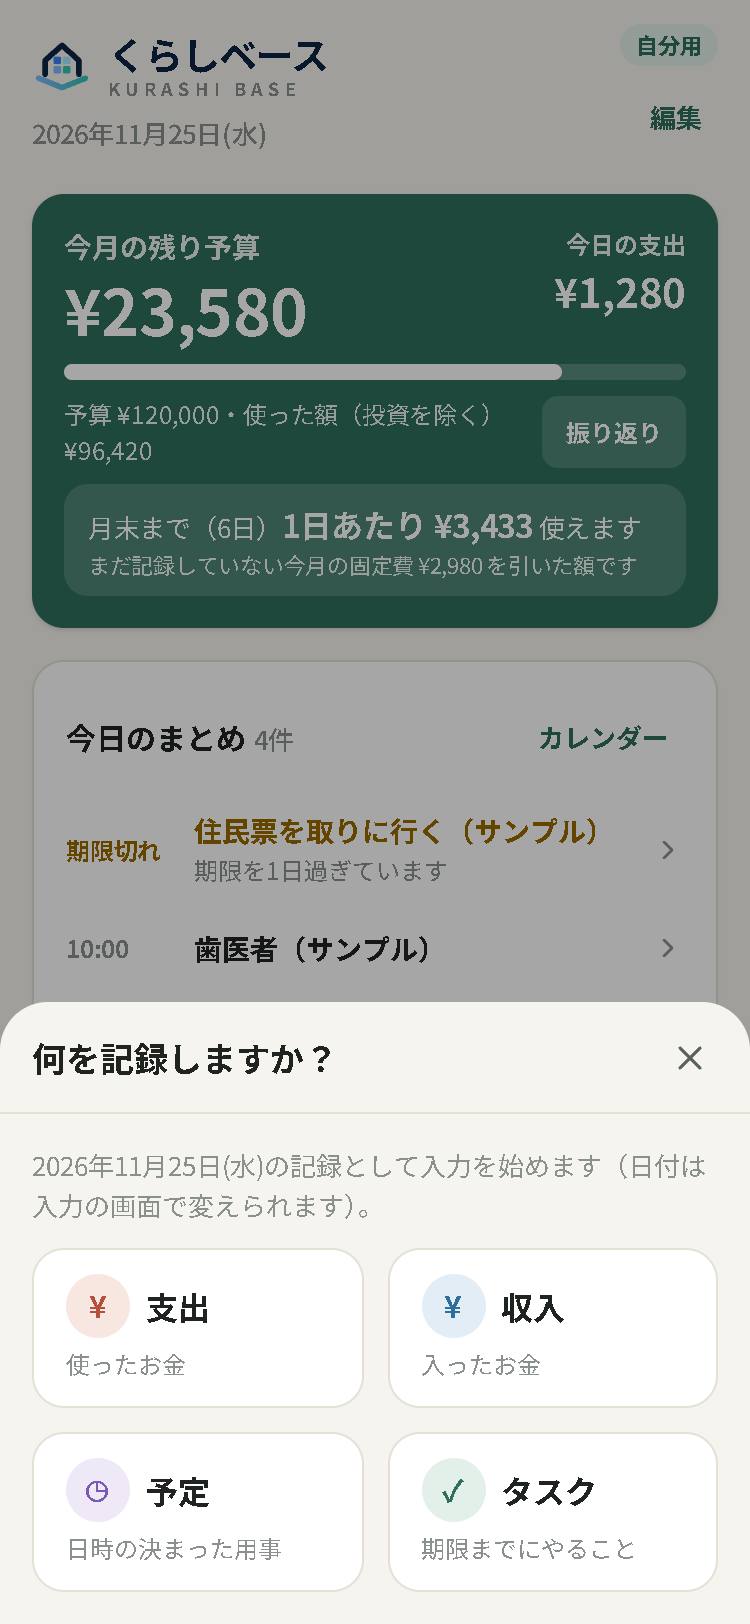 くらしベース
KURASHI BASE
自分用
2026年11月25日(水)
編集
今月の残り予算
¥23,580
今日の支出
¥1,280
予算 ¥120,000・使った額（投資を除く）
¥96,420
振り返り
月末まで（6日）1日あたり ¥3,433 使えます
まだ記録していない今月の固定費 ¥2,980 を引いた額です
今日のまとめ 4件
カレンダー
期限切れ
住民票を取りに行く（サンプル）
期限を1日過ぎています
10:00
歯医者（サンプル）
何を記録しますか？
2026年11月25日(水)の記録として入力を始めます（日付は
入力の画面で変えられます）。
¥ 支出
使ったお金
¥ 収入
入ったお金
予定
日時の決まった用事
タスク
期限までにやること